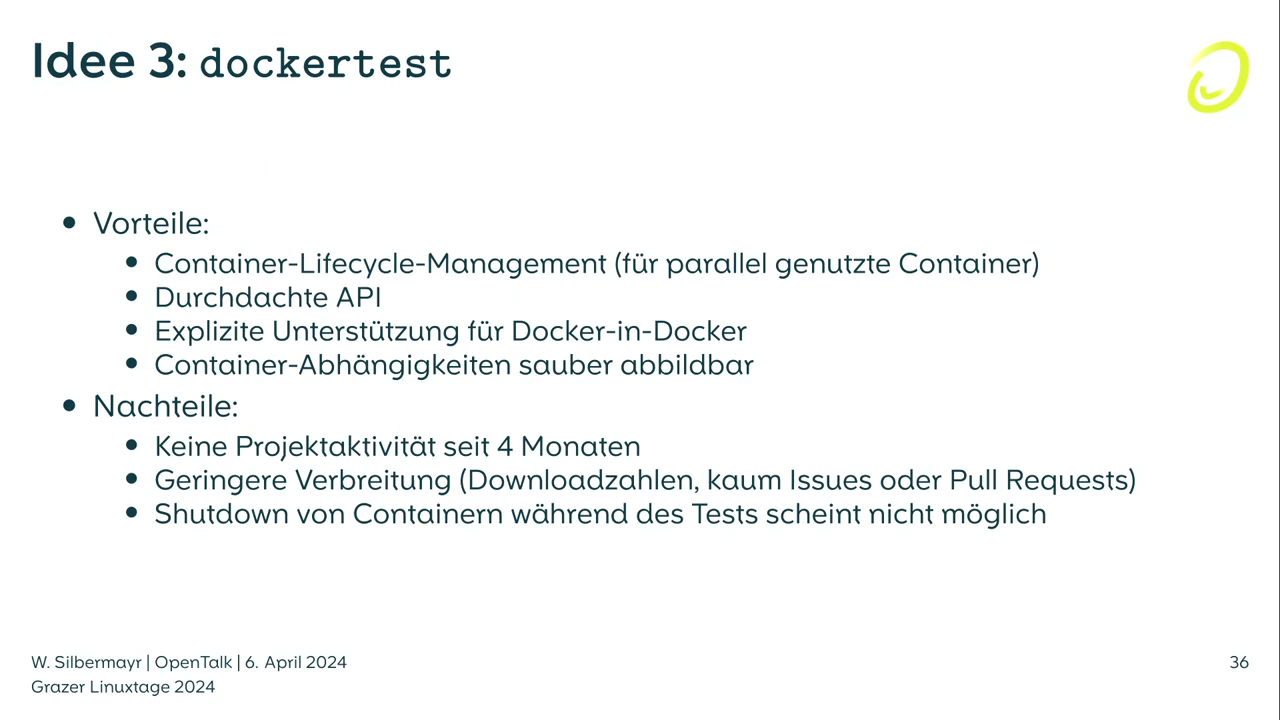 Idee 3: dockertest
• Vorteile:
• Container-Lifecycle-Management (für parallel genutzte Container)
• Durchdachte API
• Explizite Unterstützung für Docker-in-Docker
• Container-Abhängigkeiten sauber abbildbar
• Nachteile:
• Keine Projektaktivität seit 4 Monaten
• Geringere Verbreitung (Downloadzahlen, kaum Issues oder Pull Requests)
• Shutdown von Containern während des Tests scheint nicht möglich
W. Silbermayr | OpenTalk | 6. April 2024
36
Grazer Linuxtage 2024